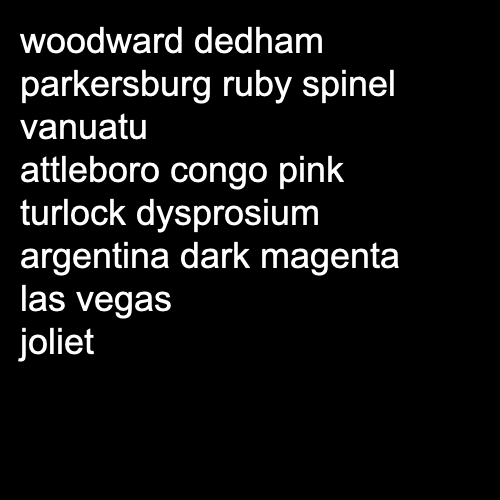 woodward dedham
parkersburg ruby spinel
vanuatu
attleboro congo pink
turlock dysprosium
argentina dark magenta
las vegas
joliet